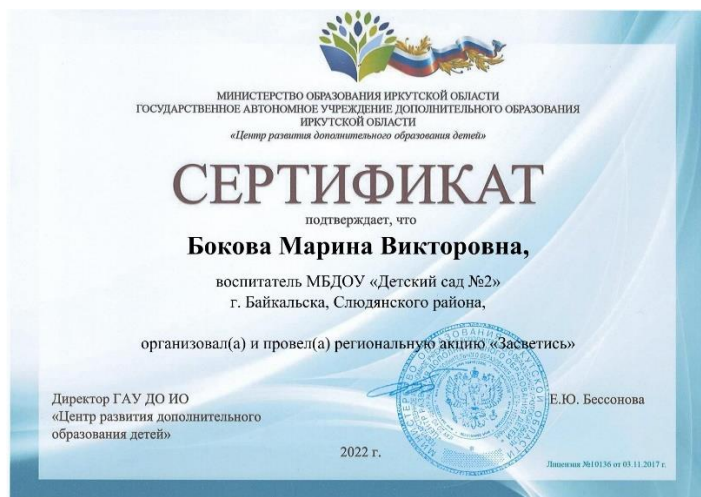 МИНИСТЕРСТВО ОБРАЗОВАНИЯ ИРКУТСКОЙ ОБЛАСТИ
ГОСУДАРСТВЕННОЕ АВТОНОМНОЕ УЧРЕЖДЕНИЕ ДОПОЛНИТЕЛЬНОГО ОБРАЗОВАНИЯ
ИРКУТСКОЙ ОБЛАСТИ
«Центр развития дополнительного образования детей»
СЕРТИФИКАТ
подтверждает, что
Бокова Марина Викторовна,
воспитатель МБДОУ «Детский сад №2»
г. Байкальска, Слюдянского района,
организовал(а) и провел(а) региональную акцию «Засветись»
Директор ГАУ ДО ИО
«Центр развития дополнительного
образования детей»
Е.Ю. Бессонова
2022 г.
Лицензия №10136 от 03.11.2017 г.